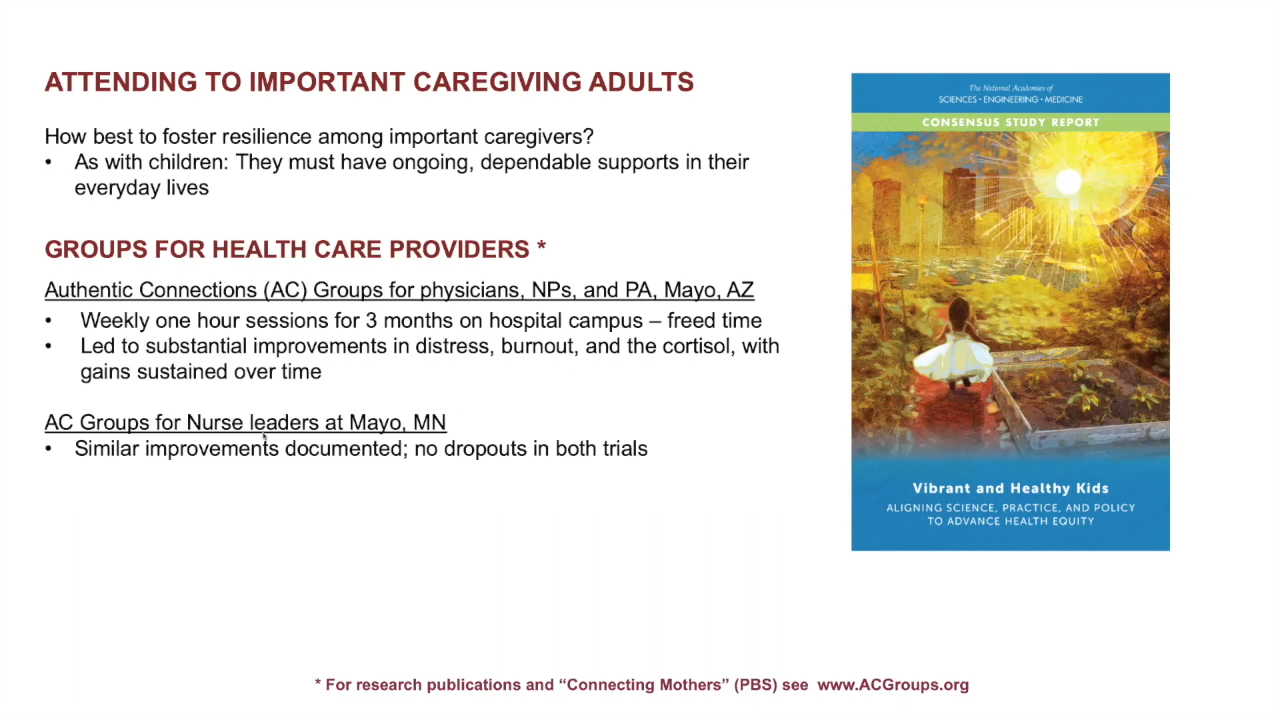 ATTENDING TO IMPORTANT CAREGIVING ADULTS
How best to foster resilience among important caregivers?
• As with children: They must have ongoing, dependable supports in their
everyday lives
GROUPS FOR HEALTH CARE PROVIDERS *
Authentic Connections (AC) Groups for physicians, NPs, and PA, Mayo, AZ
• Weekly one hour sessions for 3 months on hospital campus – freed time
• Led to substantial improvements in distress, burnout, and the cortisol, with
gains sustained over time
AC Groups for Nurse leaders at Mayo, MN
• Similar improvements documented; no dropouts in both trials
The National Academies of
SCIENCES • ENGINEERING • MEDICINE
CONSENSUS STUDY REPORT
Vibrant and Healthy Kids
ALIGNING SCIENCE, PRACTICE, AND POLICY
TO ADVANCE HEALTH EQUITY
* For research publications and “Connecting Mothers” (PBS) see www.ACGroups.org